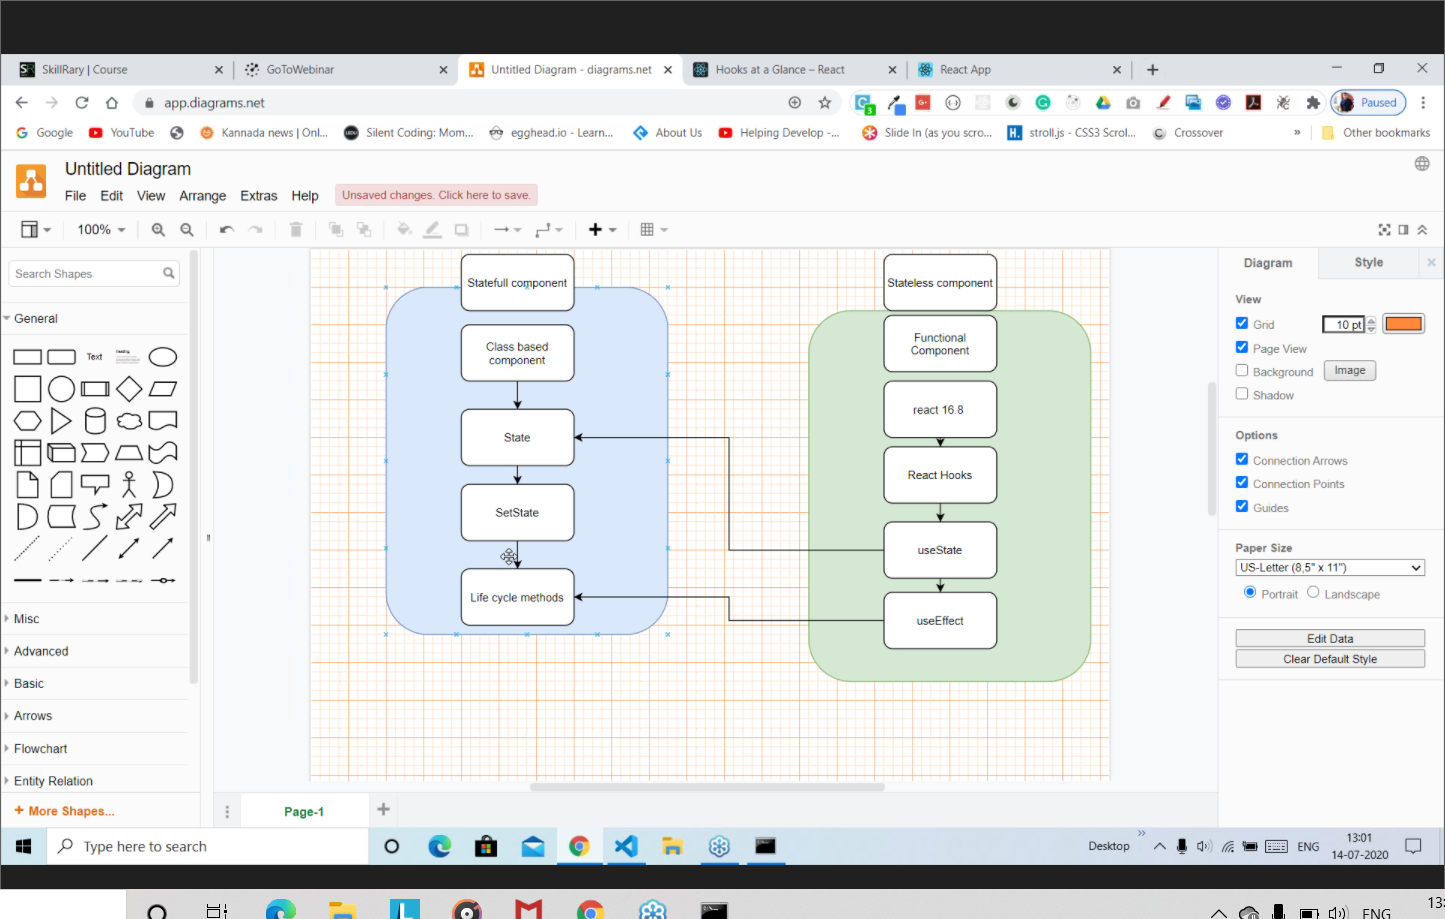 SkillRary | Course
GoToWebinar
Untitled Diagram - diagrams.net
Hooks at a Glance – React
React App
app.diagrams.net
Paused
Google
YouTube
Kannada news | Onl...
Silent Coding: Mom...
egghead.io - Learn...
About Us
Helping Develop -...
Slide In (as you scro...
stroll.js - CSS3 Scrol...
Crossover
»
Other bookmarks
Untitled Diagram
File Edit View Arrange Extras Help
Unsaved changes. Click here to save.
100%
Search Shapes
General
Text
Misc
Advanced
Basic
Arrows
Flowchart
Entity Relation
+ More Shapes...
Statefull component
Class based
component
State
SetState
Life cycle methods
Stateless component
Functional
Component
react 16.8
React Hooks
useState
useEffect
Diagram
Style
View
Grid
10 pt
Page View
Background
Image
Shadow
Options
Connection Arrows
Connection Points
Guides
Paper Size
US-Letter (8,5" x 11")
Portrait
Landscape
Edit Data
Clear Default Style
Page-1
Type here to search
Desktop
»
ENG
13:01
14-07-2020
ENG